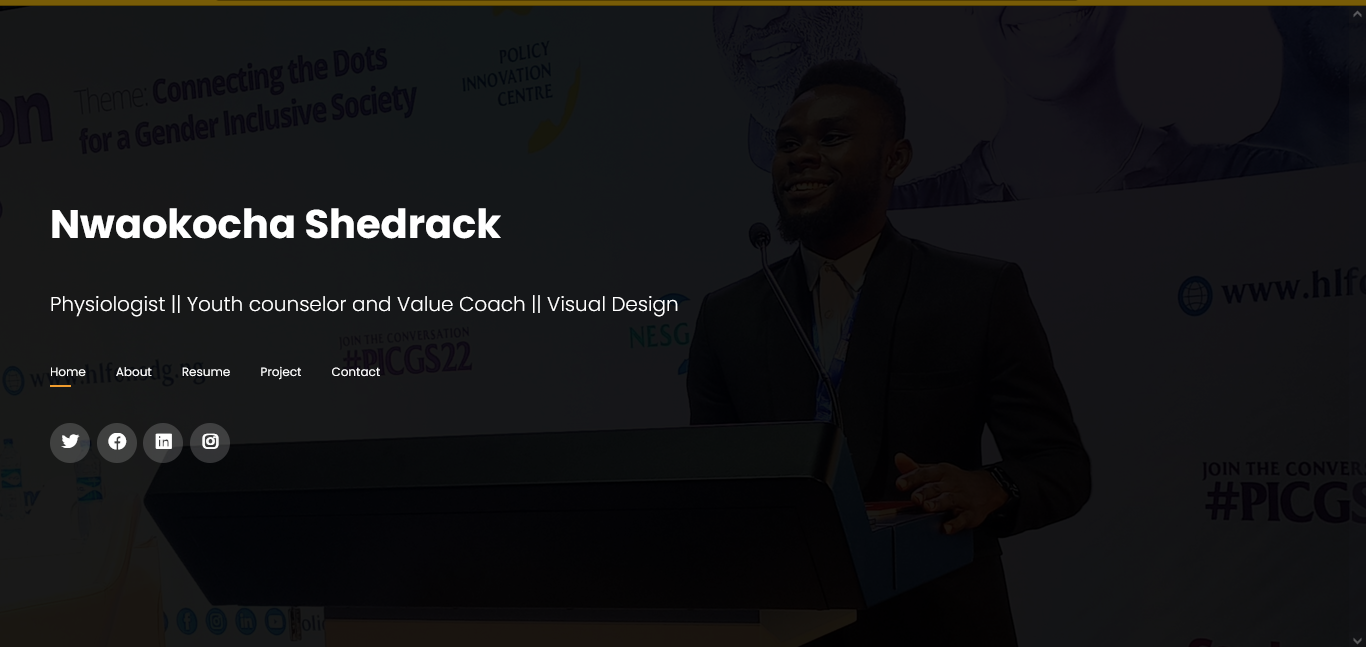 on
Theme: Connecting the Dots
for a Gender Inclusive Society
POLICY
INNOVATION
CENTRE
Nwaokocha Shedrack
Physiologist || Youth counselor and Value Coach || Visual Design
www.hlf
NESG
JOIN THE CONVERSATION
#PICGS22
Home About Resume Project Contact
JOIN THE CONVER
#PICGS